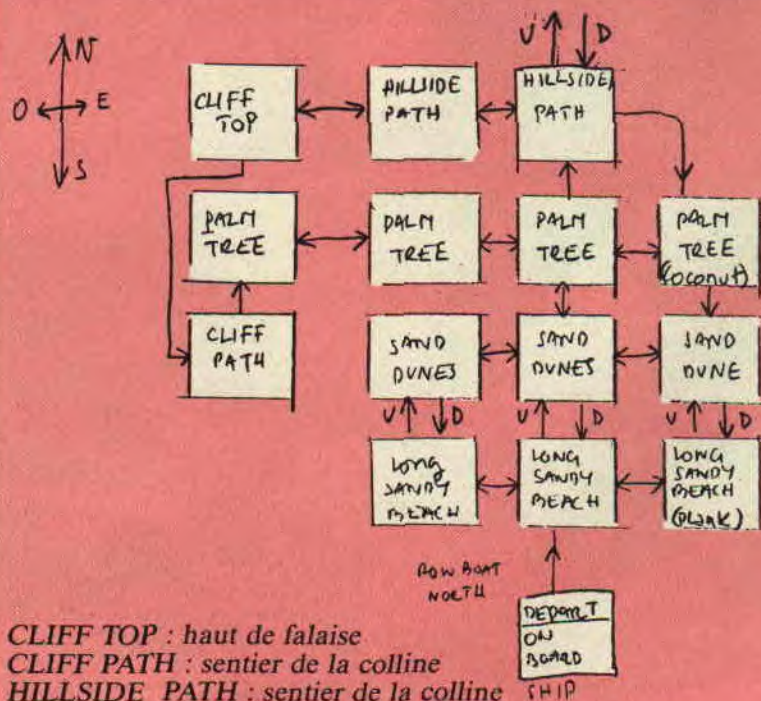 U D
N
O E
S
CLIFF
TOP
HILLSIDE
PATH
HILLSIDE
PATH
PALM
TREE
PALM
TREE
PALM
TREE
PALM
TREE
(coconut)
CLIFF
PATH
SAND
DUNES
SAND
DUNES
SAND
DUNE
U D
U D
U D
LONG
SANDY
BEACH
LONG
SANDY
BEACH
LONG
SANDY
BEACH
(PLANK)
ROW BOAT
NORTH
DEPART
ON
BOARD
SHIP
CLIFF TOP : haut de falaise
CLIFF PATH : sentier de la colline
HILLSIDE PATH : sentier de la colline